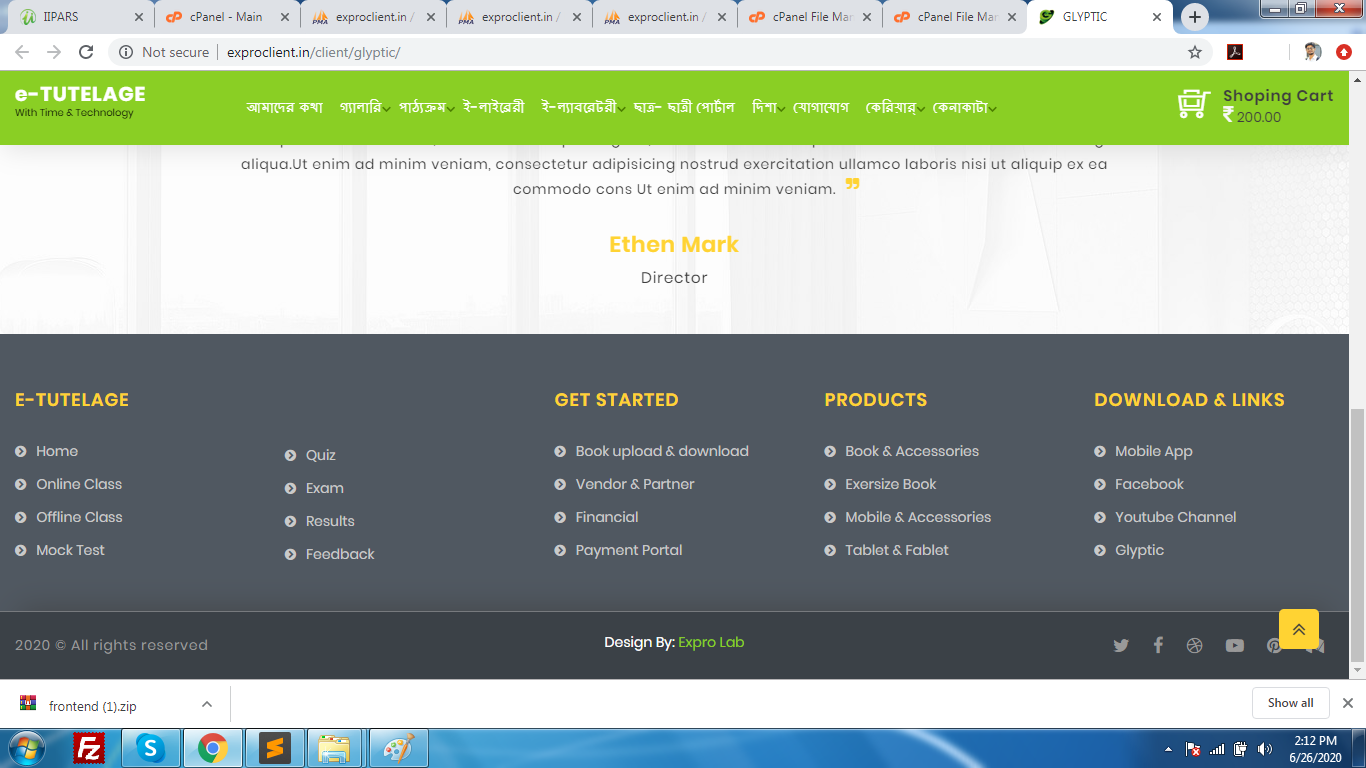 IIPARS
cPanel - Main
exproclient.in /
exproclient.in /
exproclient.in /
cPanel File Mar
cPanel File Mar
GLYPTIC
Not secure
exproclient.in/client/glyptic/
e-TUTELAGE
With Time & Technology
আমাদের কথা গ্যালারি পাঠ্যক্রম ই-লাইব্রেরী ই-ল্যাবরেটরী ছাত্র- ছাত্রী পোর্টাল দিশা যোগাযোগ কেরিয়ার কেনাকাটা
Shoping Cart
₹ 200.00
aliqua.Ut enim ad minim veniam, consectetur adipisicing nostrud exercitation ullamco laboris nisi ut aliquip ex ea
commodo cons Ut enim ad minim veniam. ”
Ethen Mark
Director
E-TUTELAGE
Home
Online Class
Offline Class
Mock Test
Quiz
Exam
Results
Feedback
GET STARTED
Book upload & download
Vendor & Partner
Financial
Payment Portal
PRODUCTS
Book & Accessories
Exersize Book
Mobile & Accessories
Tablet & Fablet
DOWNLOAD & LINKS
Mobile App
Facebook
Youtube Channel
Glyptic
2020 © All rights reserved
Design By: Expro Lab
frontend (1).zip
Show all
2:12 PM
6/26/2020